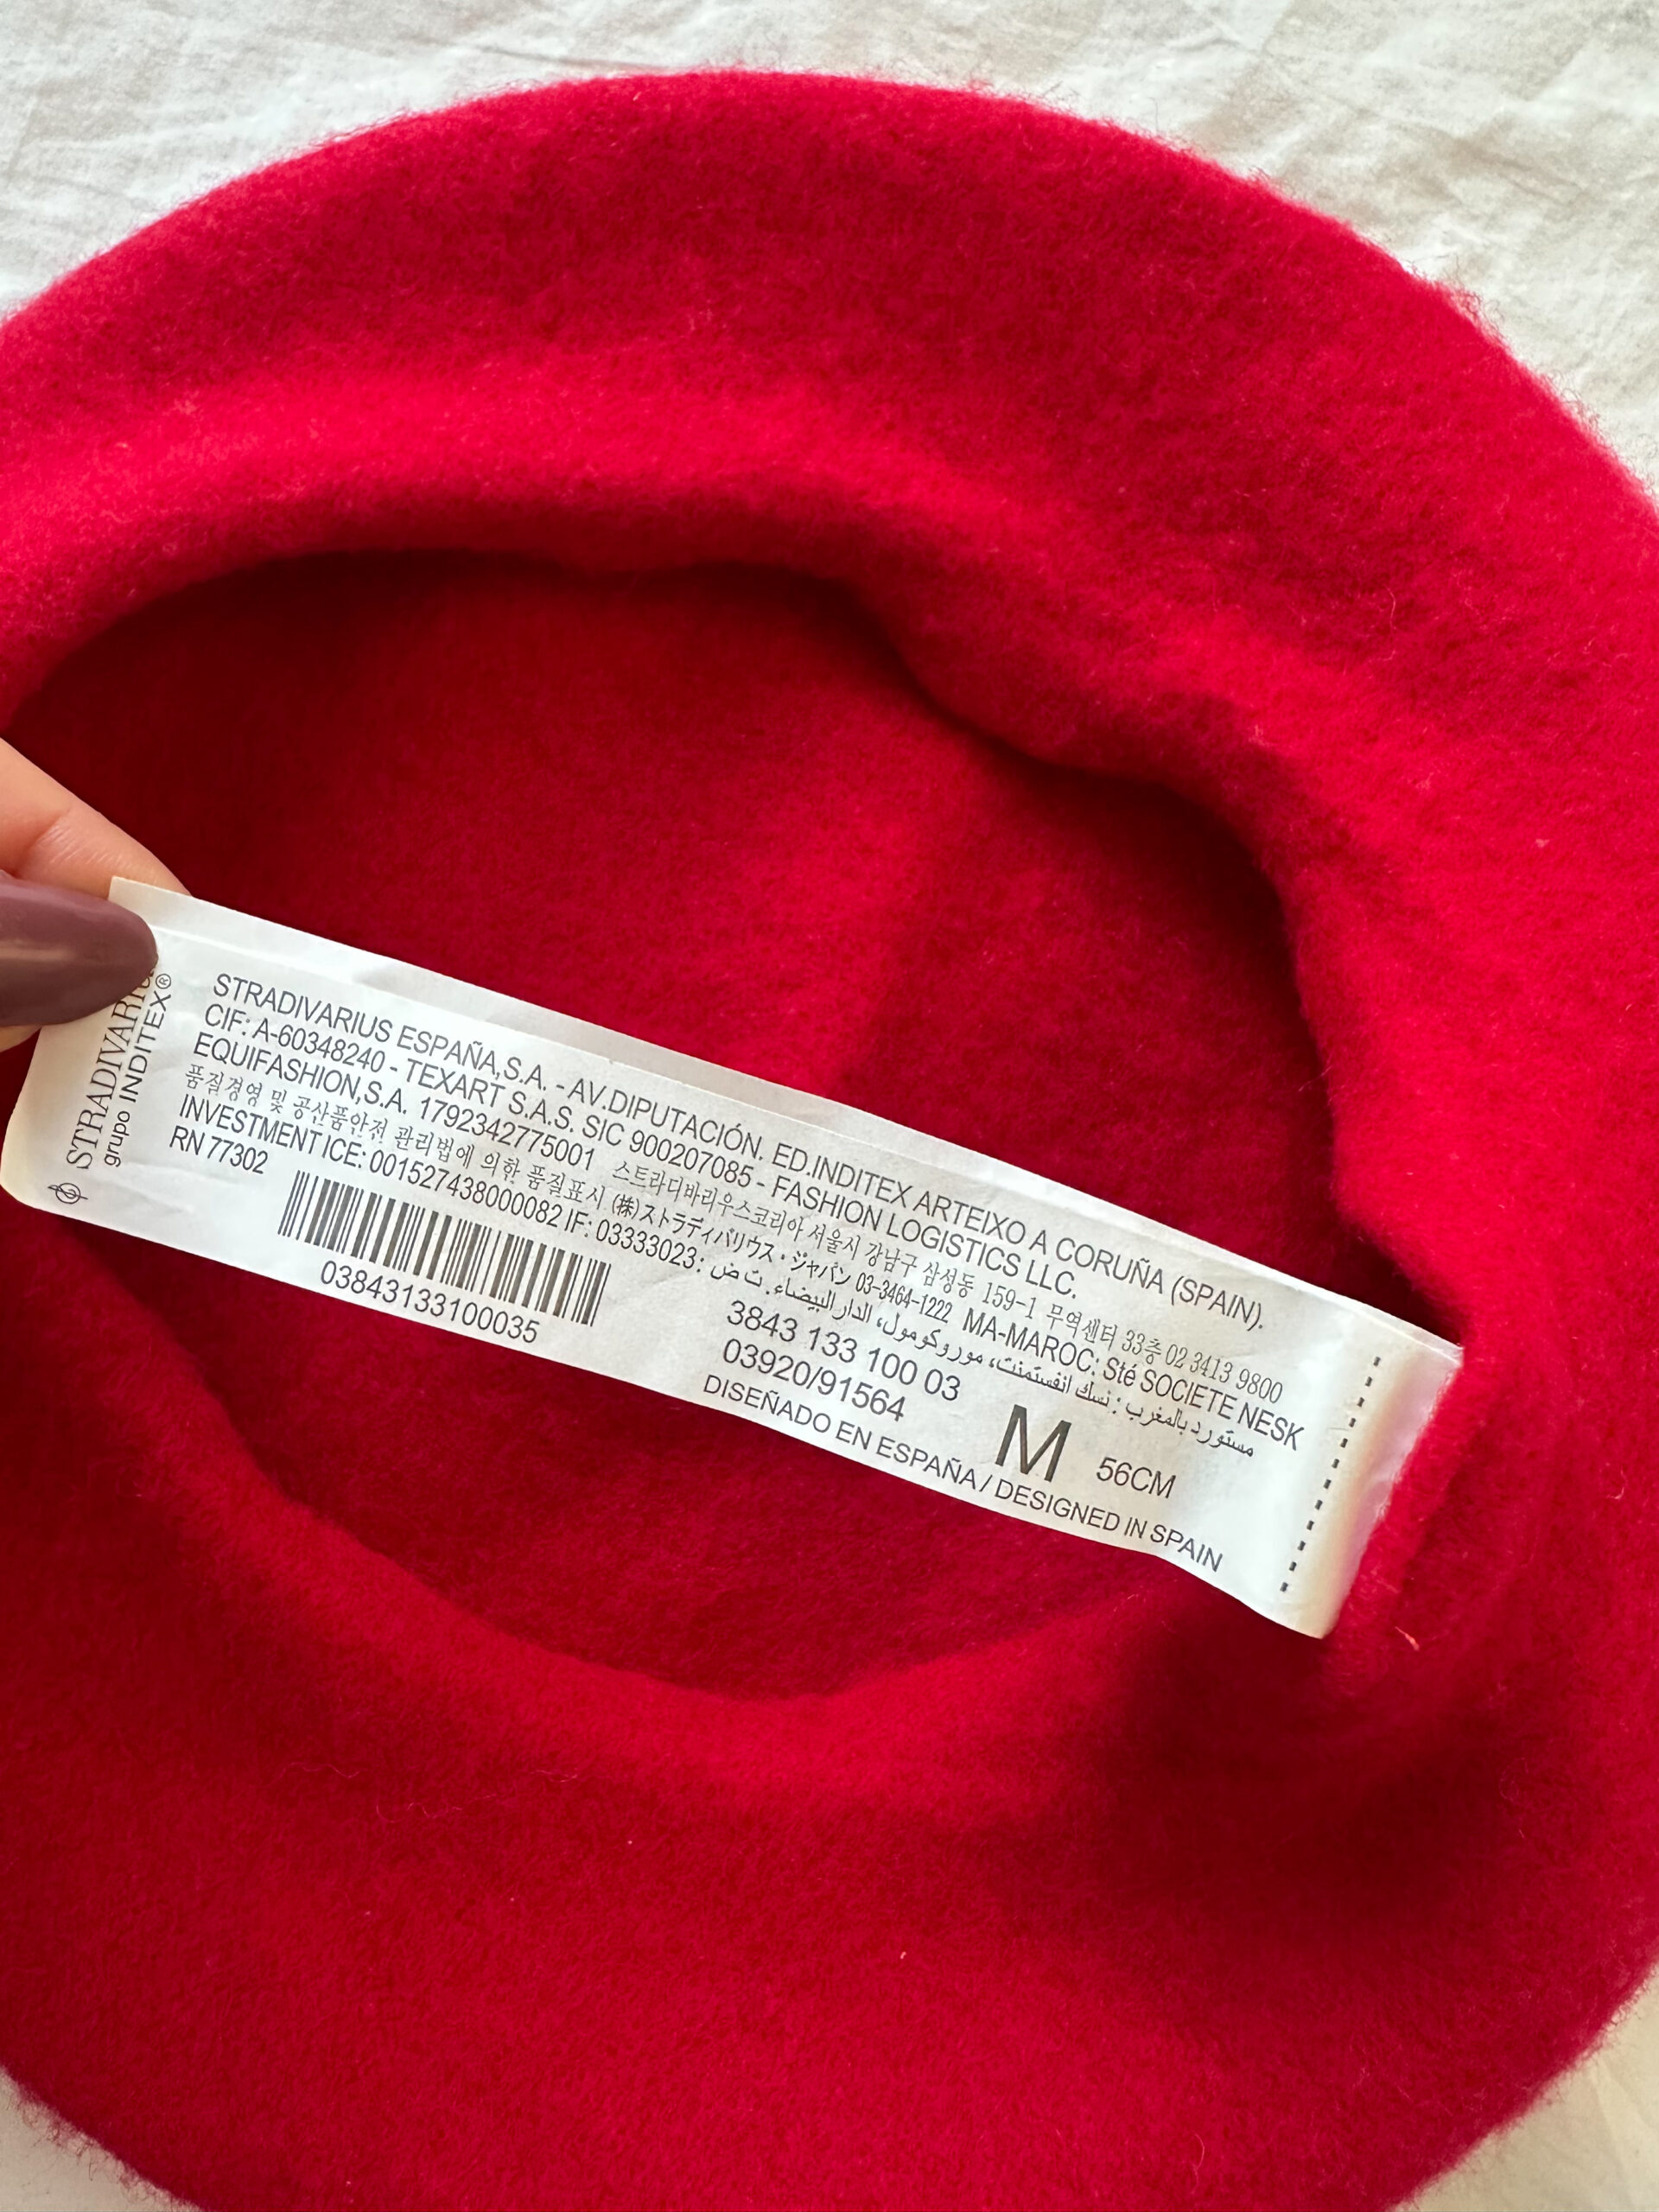 STRADIVARIUS
grupo INDITEX®
STRADIVARIUS ESPAÑA,S.A. - AV.DIPUTACIÓN. ED.INDITEX ARTEIXO A CORUÑA (SPAIN).
CIF: A-60348240 - TEXART S.A.S. SIC 900207085 - FASHION LOGISTICS LLC.
EQUIFASHION,S.A. 1792342775001 스트라디바리우스코리아 서울시 강남구 삼성동 159-1 무역센터 33층 02 3413 9800
품질경영 및 공산품안전 관리법에 의한 품질표시 (株)ストラディバリウス・ジャパン 03-3464-1222 MA-MAROC: Sté SOCIETE NESK
INVESTMENT ICE: 001527438000082 IF: 03333023 : مستورد بالمغرب : نسك انفستمنت، موروكومول، الدار البيضاء. ت ض
RN 77302
03843133100035
3843 133 100 03
03920/91564
M 56CM
DISEÑADO EN ESPAÑA / DESIGNED IN SPAIN